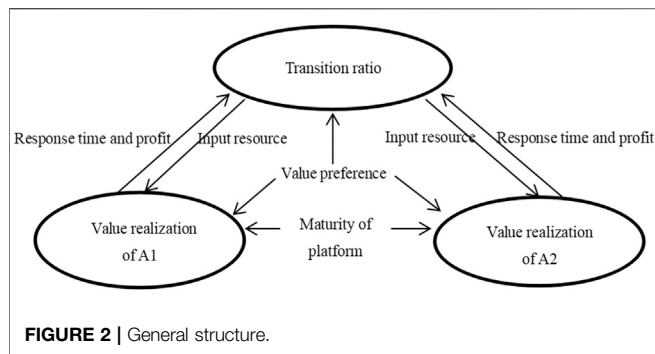 Transition ratio
Response time and profit
Input resource
Input resource
Response time and profit
Value preference
Value realization
of A1
Maturity of
platform
Value realization
of A2
FIGURE 2 | General structure.